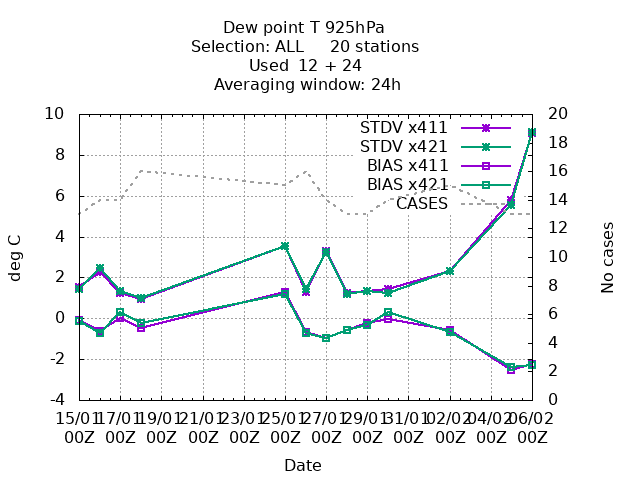 Dew point T 925hPa
Selection: ALL     20 stations
Used  12 + 24
Averaging window: 24h
10
8
6
4
2
0
-2
-4
deg C
20
18
16
14
12
10
8
6
4
2
0
No cases
STDV x411
STDV x421
BIAS x411
BIAS x421
CASES
15/01 17/01 19/01 21/01 23/01 25/01 27/01 29/01 31/01 02/02 04/02 06/02
00Z 00Z 00Z 00Z 00Z 00Z 00Z 00Z 00Z 00Z 00Z 00Z
Date